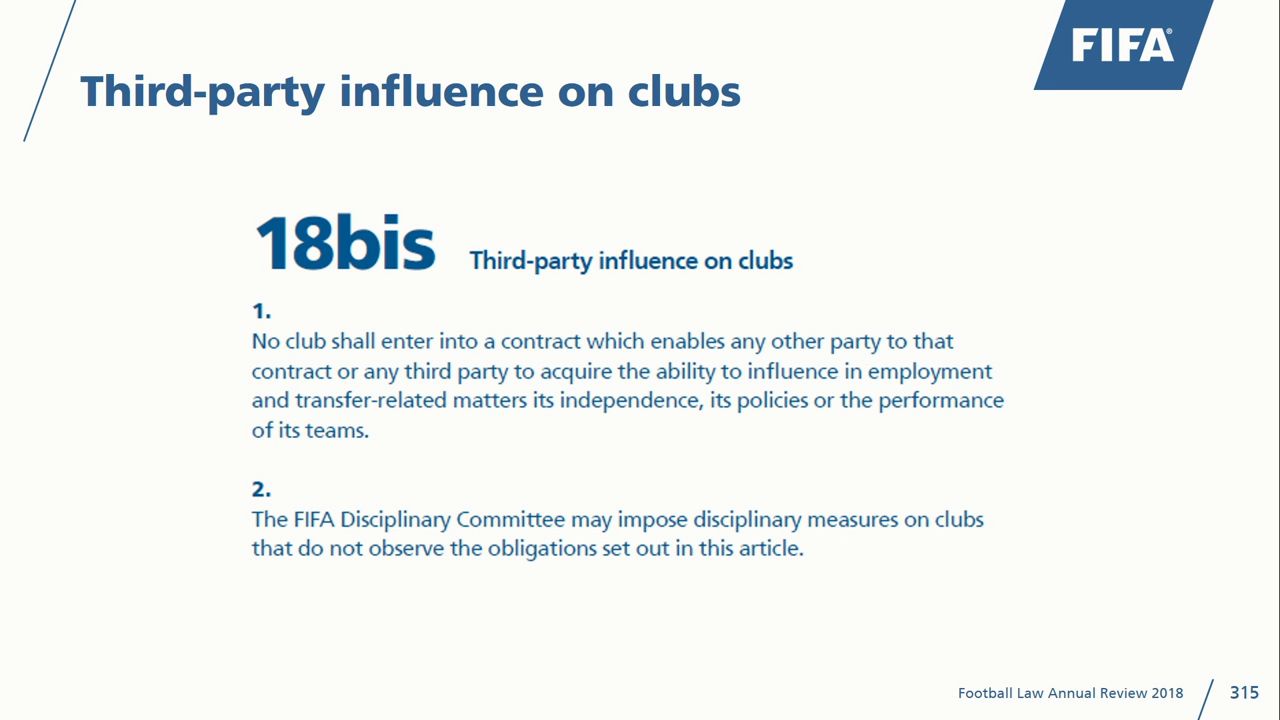 FIFA®
Third-party influence on clubs
18bis Third-party influence on clubs
1.
No club shall enter into a contract which enables any other party to that
contract or any third party to acquire the ability to influence in employment
and transfer-related matters its independence, its policies or the performance
of its teams.
2.
The FIFA Disciplinary Committee may impose disciplinary measures on clubs
that do not observe the obligations set out in this article.
Football Law Annual Review 2018 315